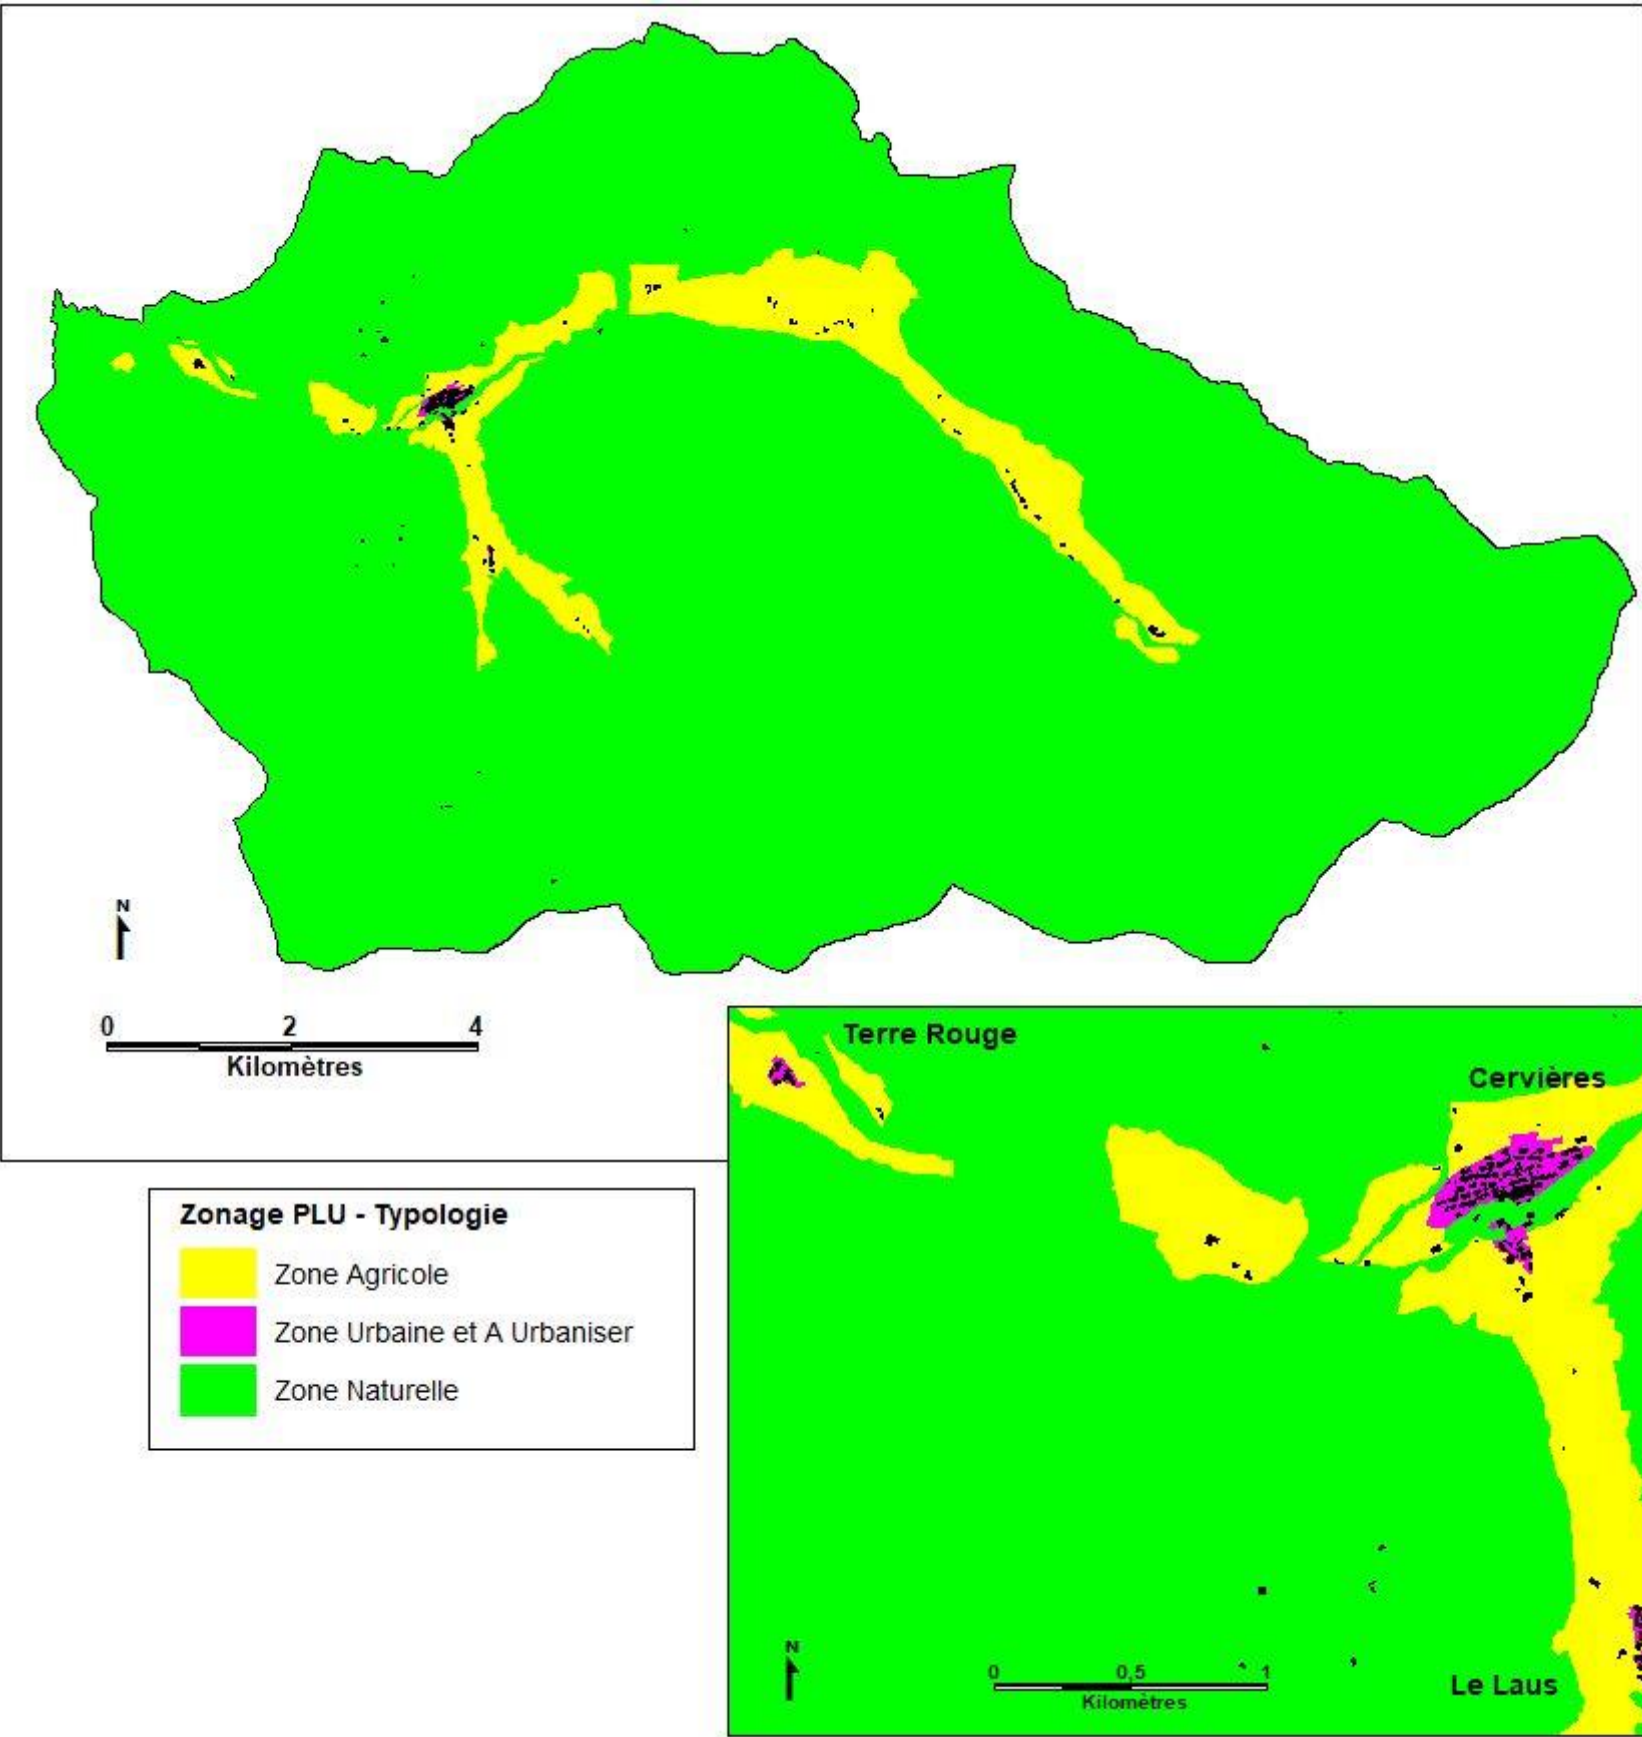 N
0 2 4
Kilomètres
Terre Rouge
Cervières
Zonage PLU - Typologie
Zone Agricole
Zone Urbaine et A Urbaniser
Zone Naturelle
N
0 0,5 1
Kilomètres
Le Laus